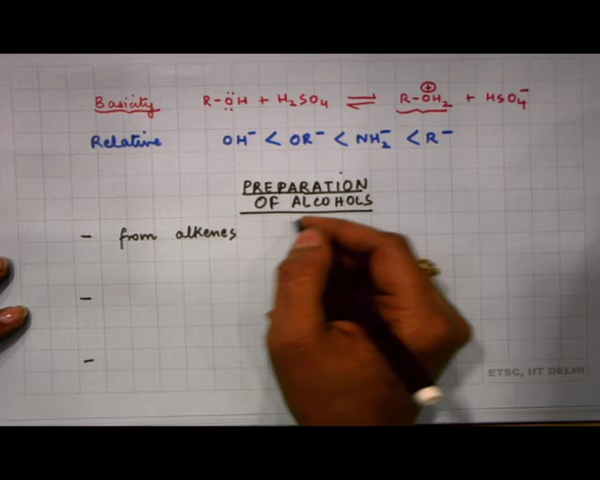 Basicity R-ÖH + H₂SO₄ ⇌ R-OH₂⊕ + HSO₄⁻
Relative OH⁻ < OR⁻ < NH₂⁻ < R⁻
PREPARATION
OF ALCOHOLS
- from alkenes
-
-
ETSC, IIT DELHI